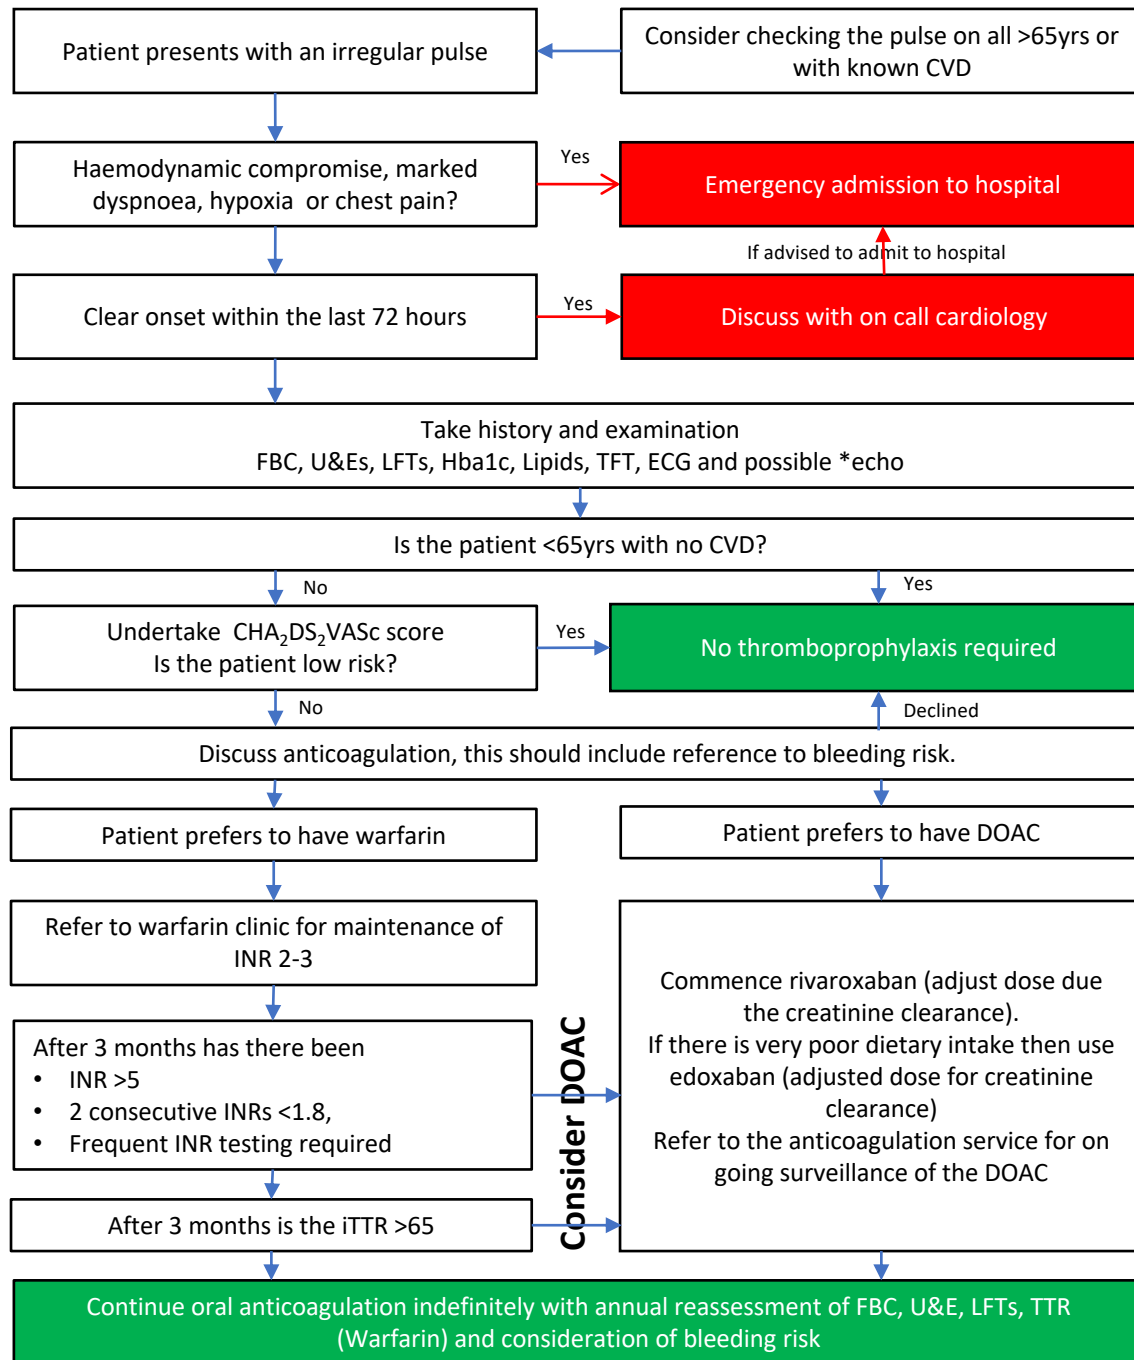 Patient presents with an irregular pulse
Consider checking the pulse on all >65yrs or
with known CVD
Haemodynamic compromise, marked
dyspnoea, hypoxia or chest pain?
Yes
Emergency admission to hospital
If advised to admit to hospital
Clear onset within the last 72 hours
Yes
Discuss with on call cardiology
Take history and examination
FBC, U&Es, LFTs, Hba1c, Lipids, TFT, ECG and possible *echo
Is the patient <65yrs with no CVD?
No
Yes
Undertake CHA₂DS₂VASc score
Is the patient low risk?
Yes
No thromboprophylaxis required
No
Declined
Discuss anticoagulation, this should include reference to bleeding risk.
Patient prefers to have warfarin
Patient prefers to have DOAC
Refer to warfarin clinic for maintenance of
INR 2-3
After 3 months has there been
• INR >5
• 2 consecutive INRs <1.8,
• Frequent INR testing required
After 3 months is the iTTR >65
Consider DOAC
Commence rivaroxaban (adjust dose due
the creatinine clearance).
If there is very poor dietary intake then use
edoxaban (adjusted dose for creatinine
clearance)
Refer to the anticoagulation service for on
going surveillance of the DOAC
Continue oral anticoagulation indefinitely with annual reassessment of FBC, U&E, LFTs, TTR
(Warfarin) and consideration of bleeding risk